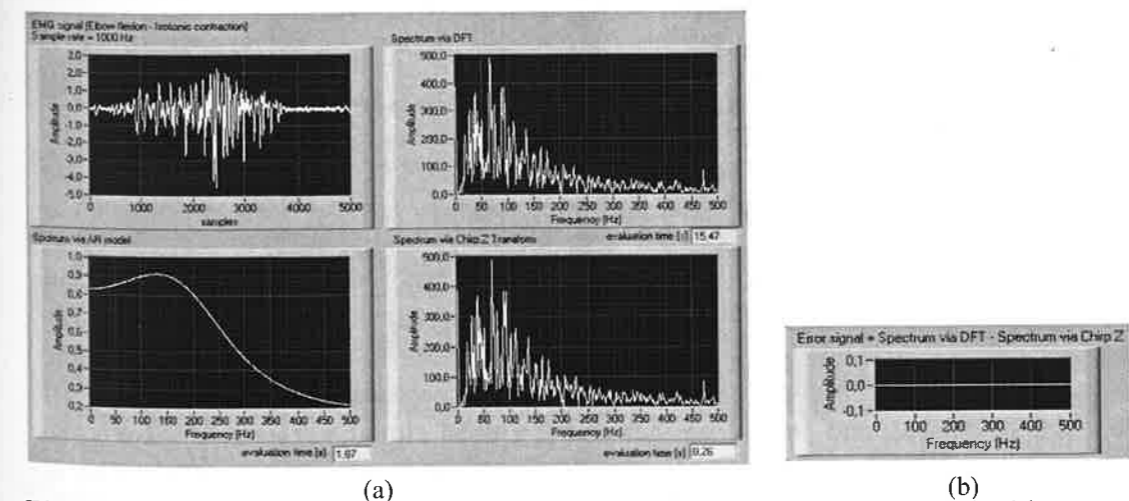 EMG signal (Elbow flexion - Isotonic contraction)
Sample rate = 1000 Hz
Amplitude
2.0
2.0
1.0
0.0
-1.0
-2.0
-3.0
-4.0
-5.0
0 1000 2000 3000 4000 5000
samples
Spectrum via DFT
Amplitude
500.0
400.0
300.0
200.0
100.0
0.0
0 50 100 150 200 250 300 350 400 450 500
Frequency [Hz]
evaluation time [s] 15.47
Spectrum via AR model
Amplitude
1.0
0.9
0.8
0.7
0.6
0.5
0.4
0.3
0.2
0 50 100 150 200 250 300 350 400 450 500
Frequency [Hz]
evaluation time [s] 1.87
Spectrum via Chirp Z Transform
Amplitude
500.0
400.0
300.0
200.0
100.0
0.0
0 50 100 150 200 250 300 350 400 450 500
Frequency [Hz]
evaluation time [s] 0.26
(a)
Error signal = Spectrum via DFT - Spectrum via Chirp Z
Amplitude
0,1
0,0
-0,1
0 100 200 300 400 500
Frequency (Hz)
(b)